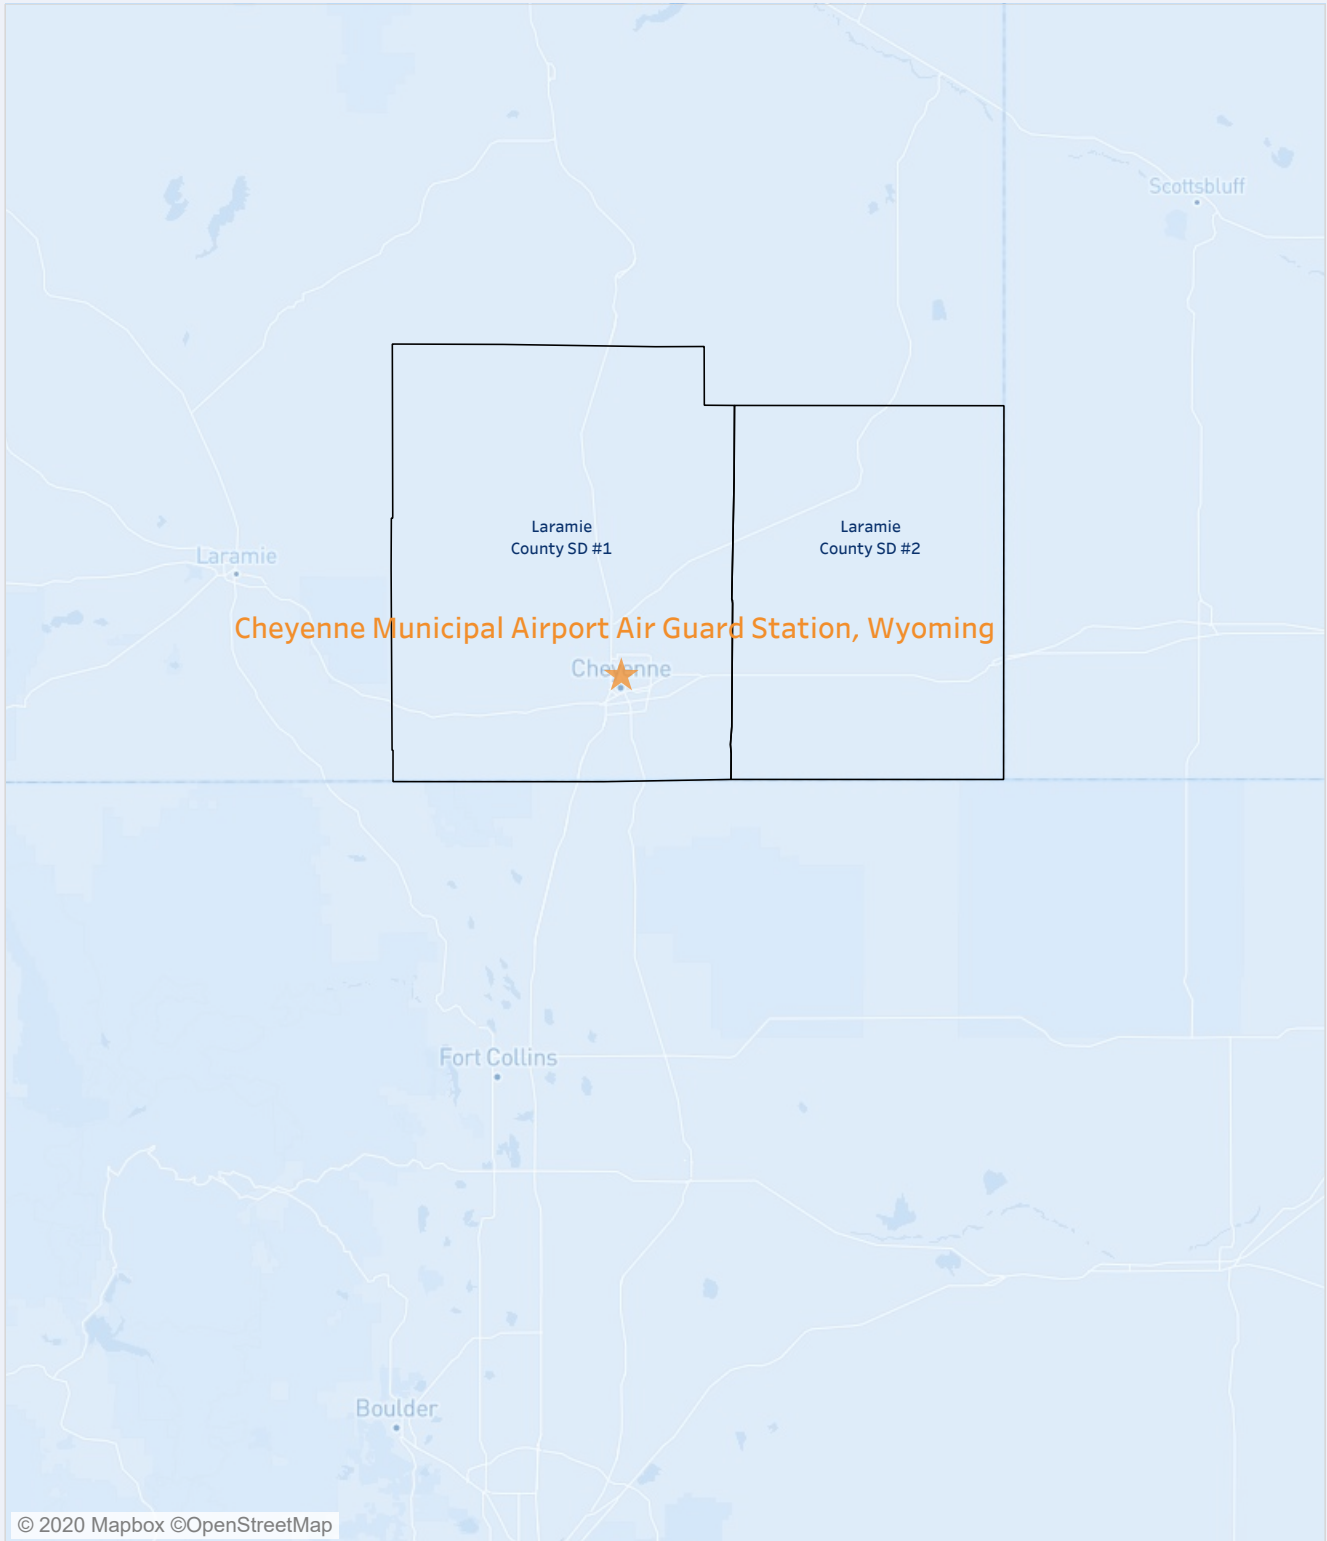 Scottsbluff
Laramie
County SD #1
Laramie
County SD #2
Laramie
Cheyenne Municipal Airport Air Guard Station, Wyoming
Cheyenne
Fort Collins
Boulder
© 2020 Mapbox ©OpenStreetMap